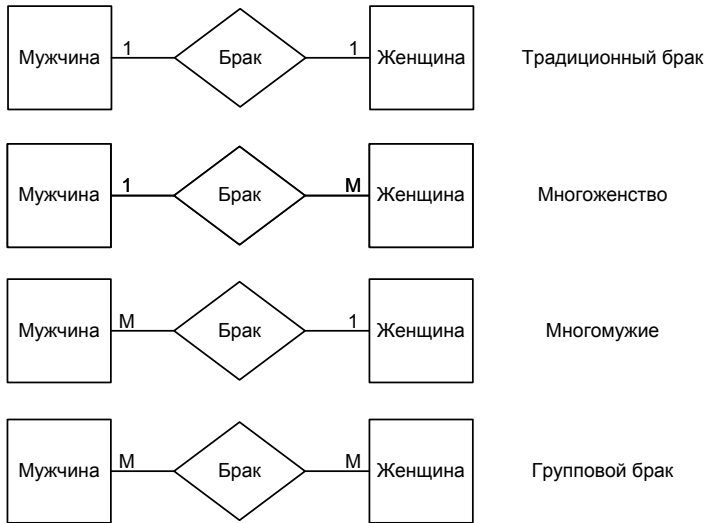 Мужчина 1 Брак 1 Женщина Традиционный брак
Мужчина 1 Брак М Женщина Многоженство
Мужчина М Брак 1 Женщина Многомужие
Мужчина М Брак М Женщина Групповой брак